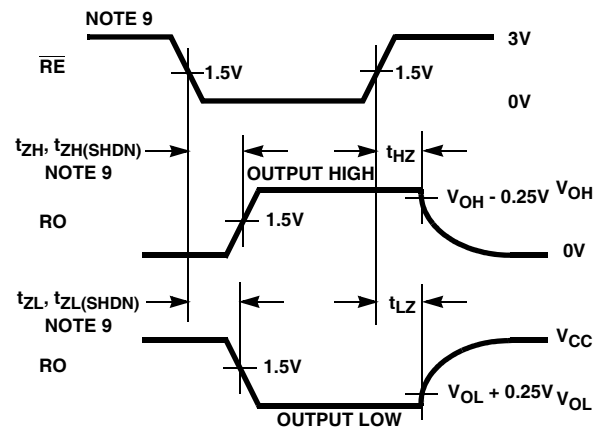 NOTE 9
3V
RE
1.5V
1.5V
0V
tZH, tZH(SHDN)
NOTE 9
tHZ
OUTPUT HIGH
VOH - 0.25V VOH
RO
1.5V
0V
tZL, tZL(SHDN)
NOTE 9
tLZ
VCC
RO
1.5V
VOL + 0.25V VOL
OUTPUT LOW